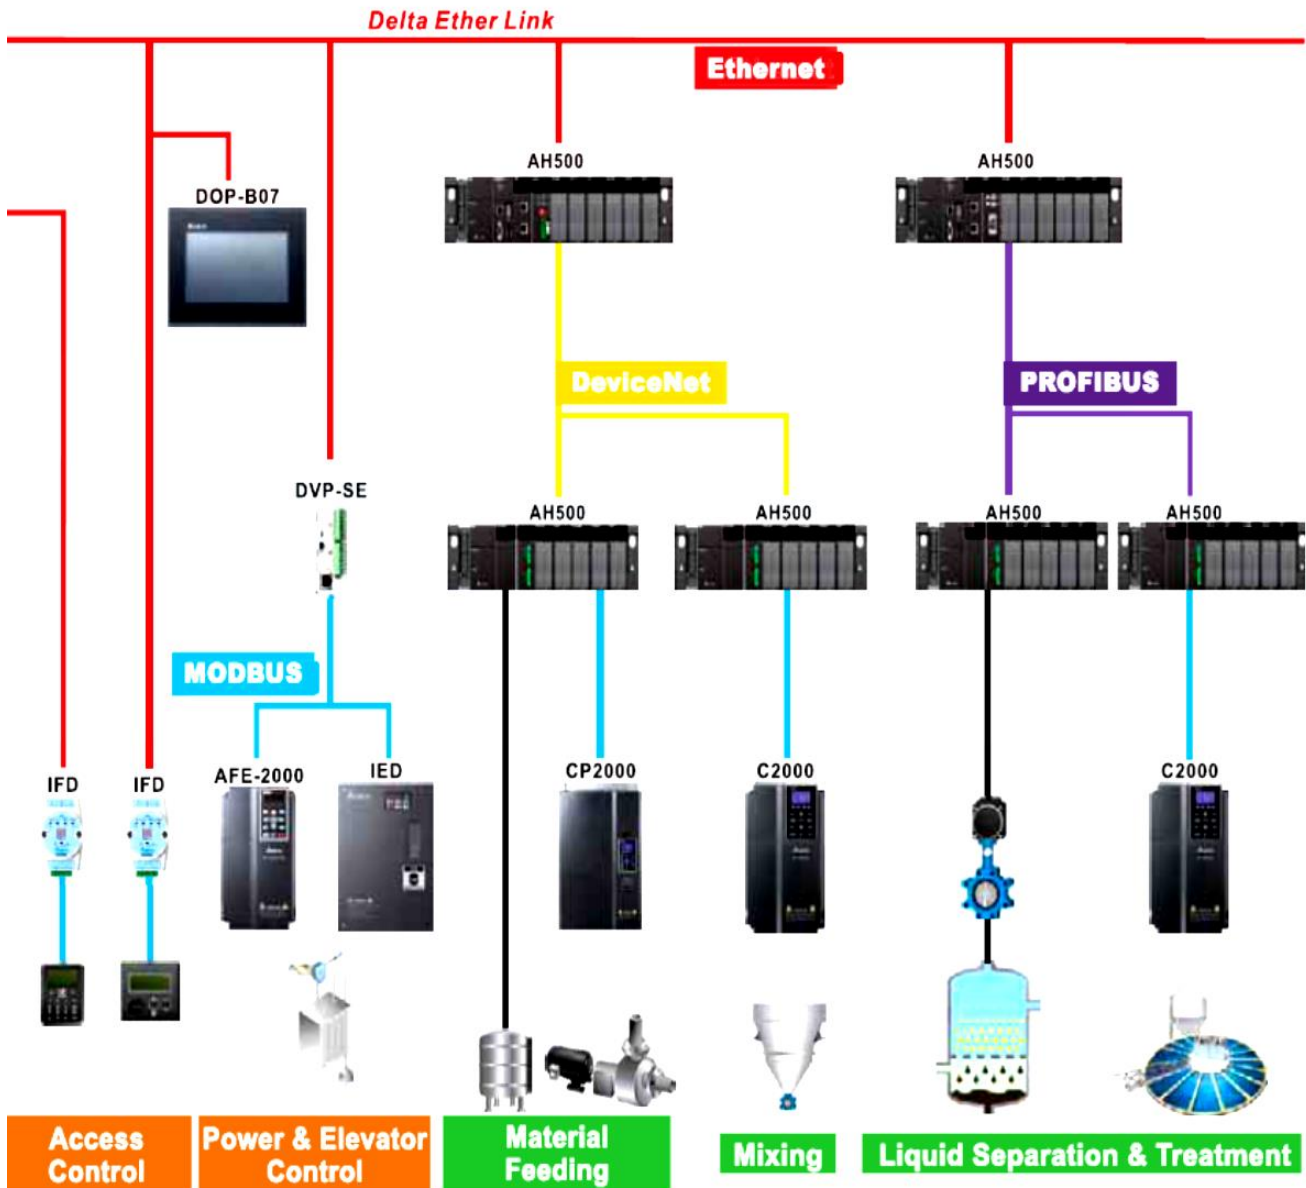 Delta Ether Link
Ethernet
AH500
AH500
DOP-B07
DeviceNet
PROFIBUS
DVP-SE
AH500
AH500
AH500
AH500
MODBUS
IFD
IFD
AFE-2000
IED
CP2000
C2000
C2000
Access
Control
Power & Elevator
Control
Material
Feeding
Mixing
Liquid Separation & Treatment